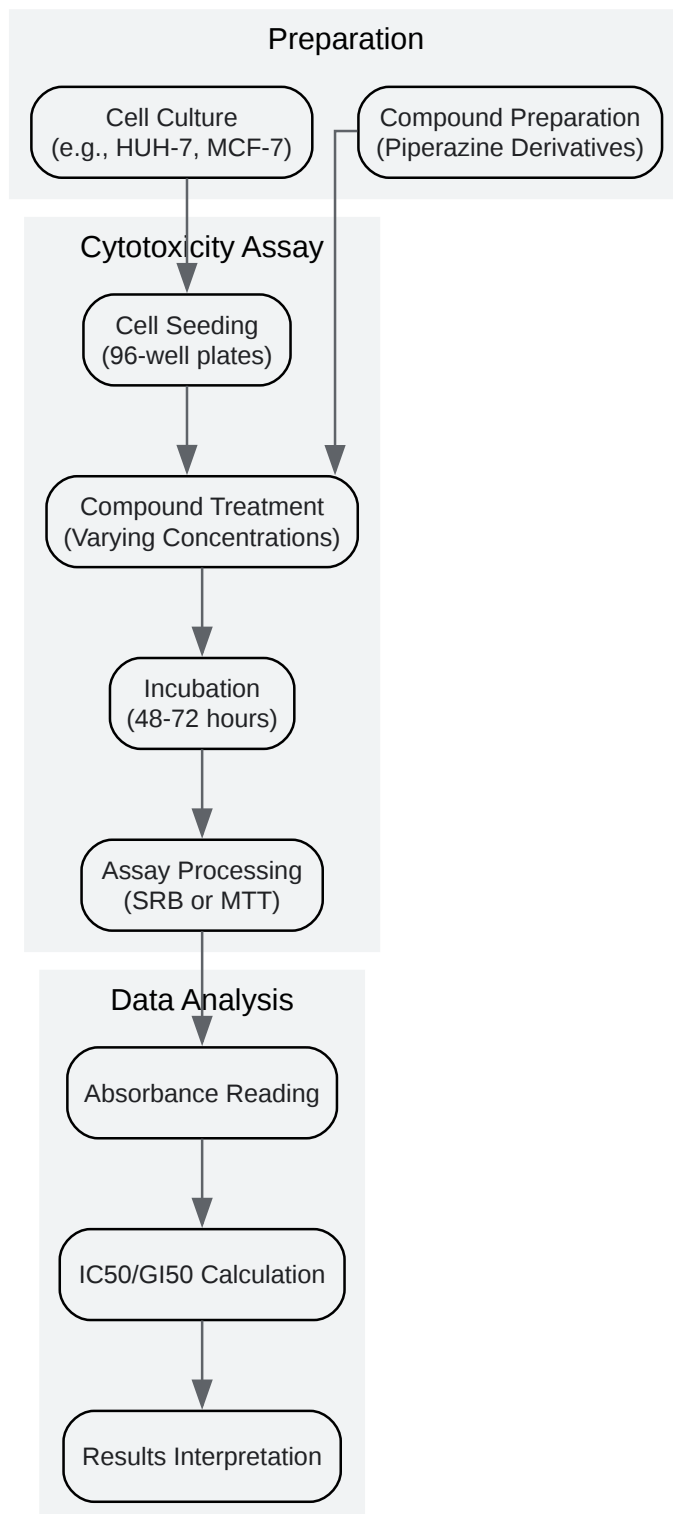 Preparation
Cell Culture
(e.g., HUH-7, MCF-7)
Compound Preparation
(Piperazine Derivatives)
Cytotoxicity Assay
Cell Seeding
(96-well plates)
Compound Treatment
(Varying Concentrations)
Incubation
(48-72 hours)
Assay Processing
(SRB or MTT)
Data Analysis
Absorbance Reading
IC50/GI50 Calculation
Results Interpretation